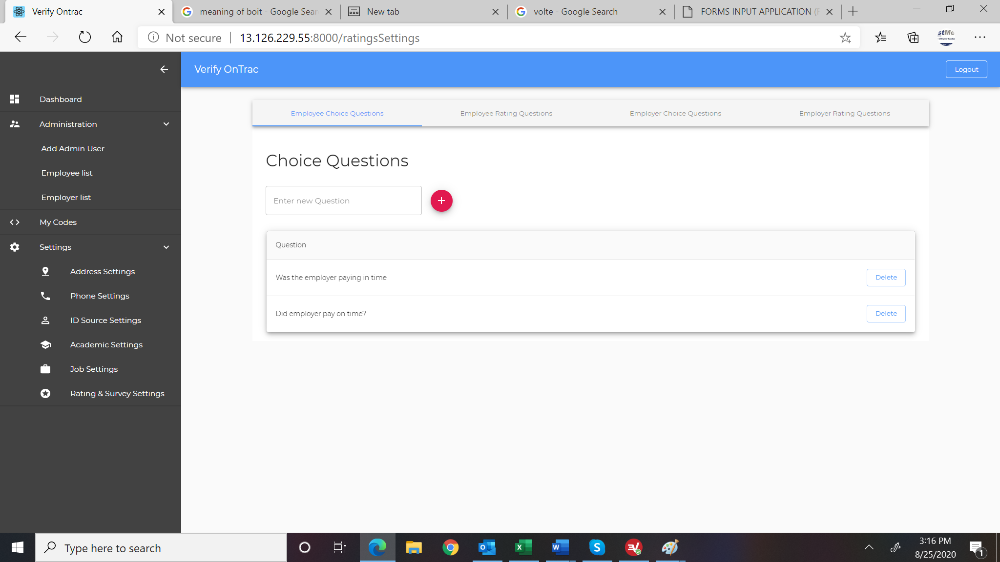 Verify Ontrac
meaning of boit - Google Sear
New tab
volte - Google Search
FORMS INPUT APPLICATION (F
Not secure
13.126.229.55:8000/ratingsSettings
stMe
Verify OnTrac
Logout
Dashboard
Administration
Add Admin User
Employee list
Employer list
My Codes
Settings
Address Settings
Phone Settings
ID Source Settings
Academic Settings
Job Settings
Rating & Survey Settings
Employee Choice Questions
Employee Rating Questions
Employer Choice Questions
Employer Rating Questions
Choice Questions
Enter new Question
Question
Was the employer paying in time
Delete
Did employer pay on time?
Delete
Type here to search
3:16 PM
8/25/2020
1